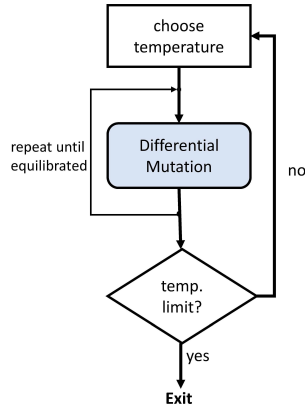 choose
temperature
repeat until
equilibrated
Differential
Mutation
no
temp.
limit?
yes
Exit